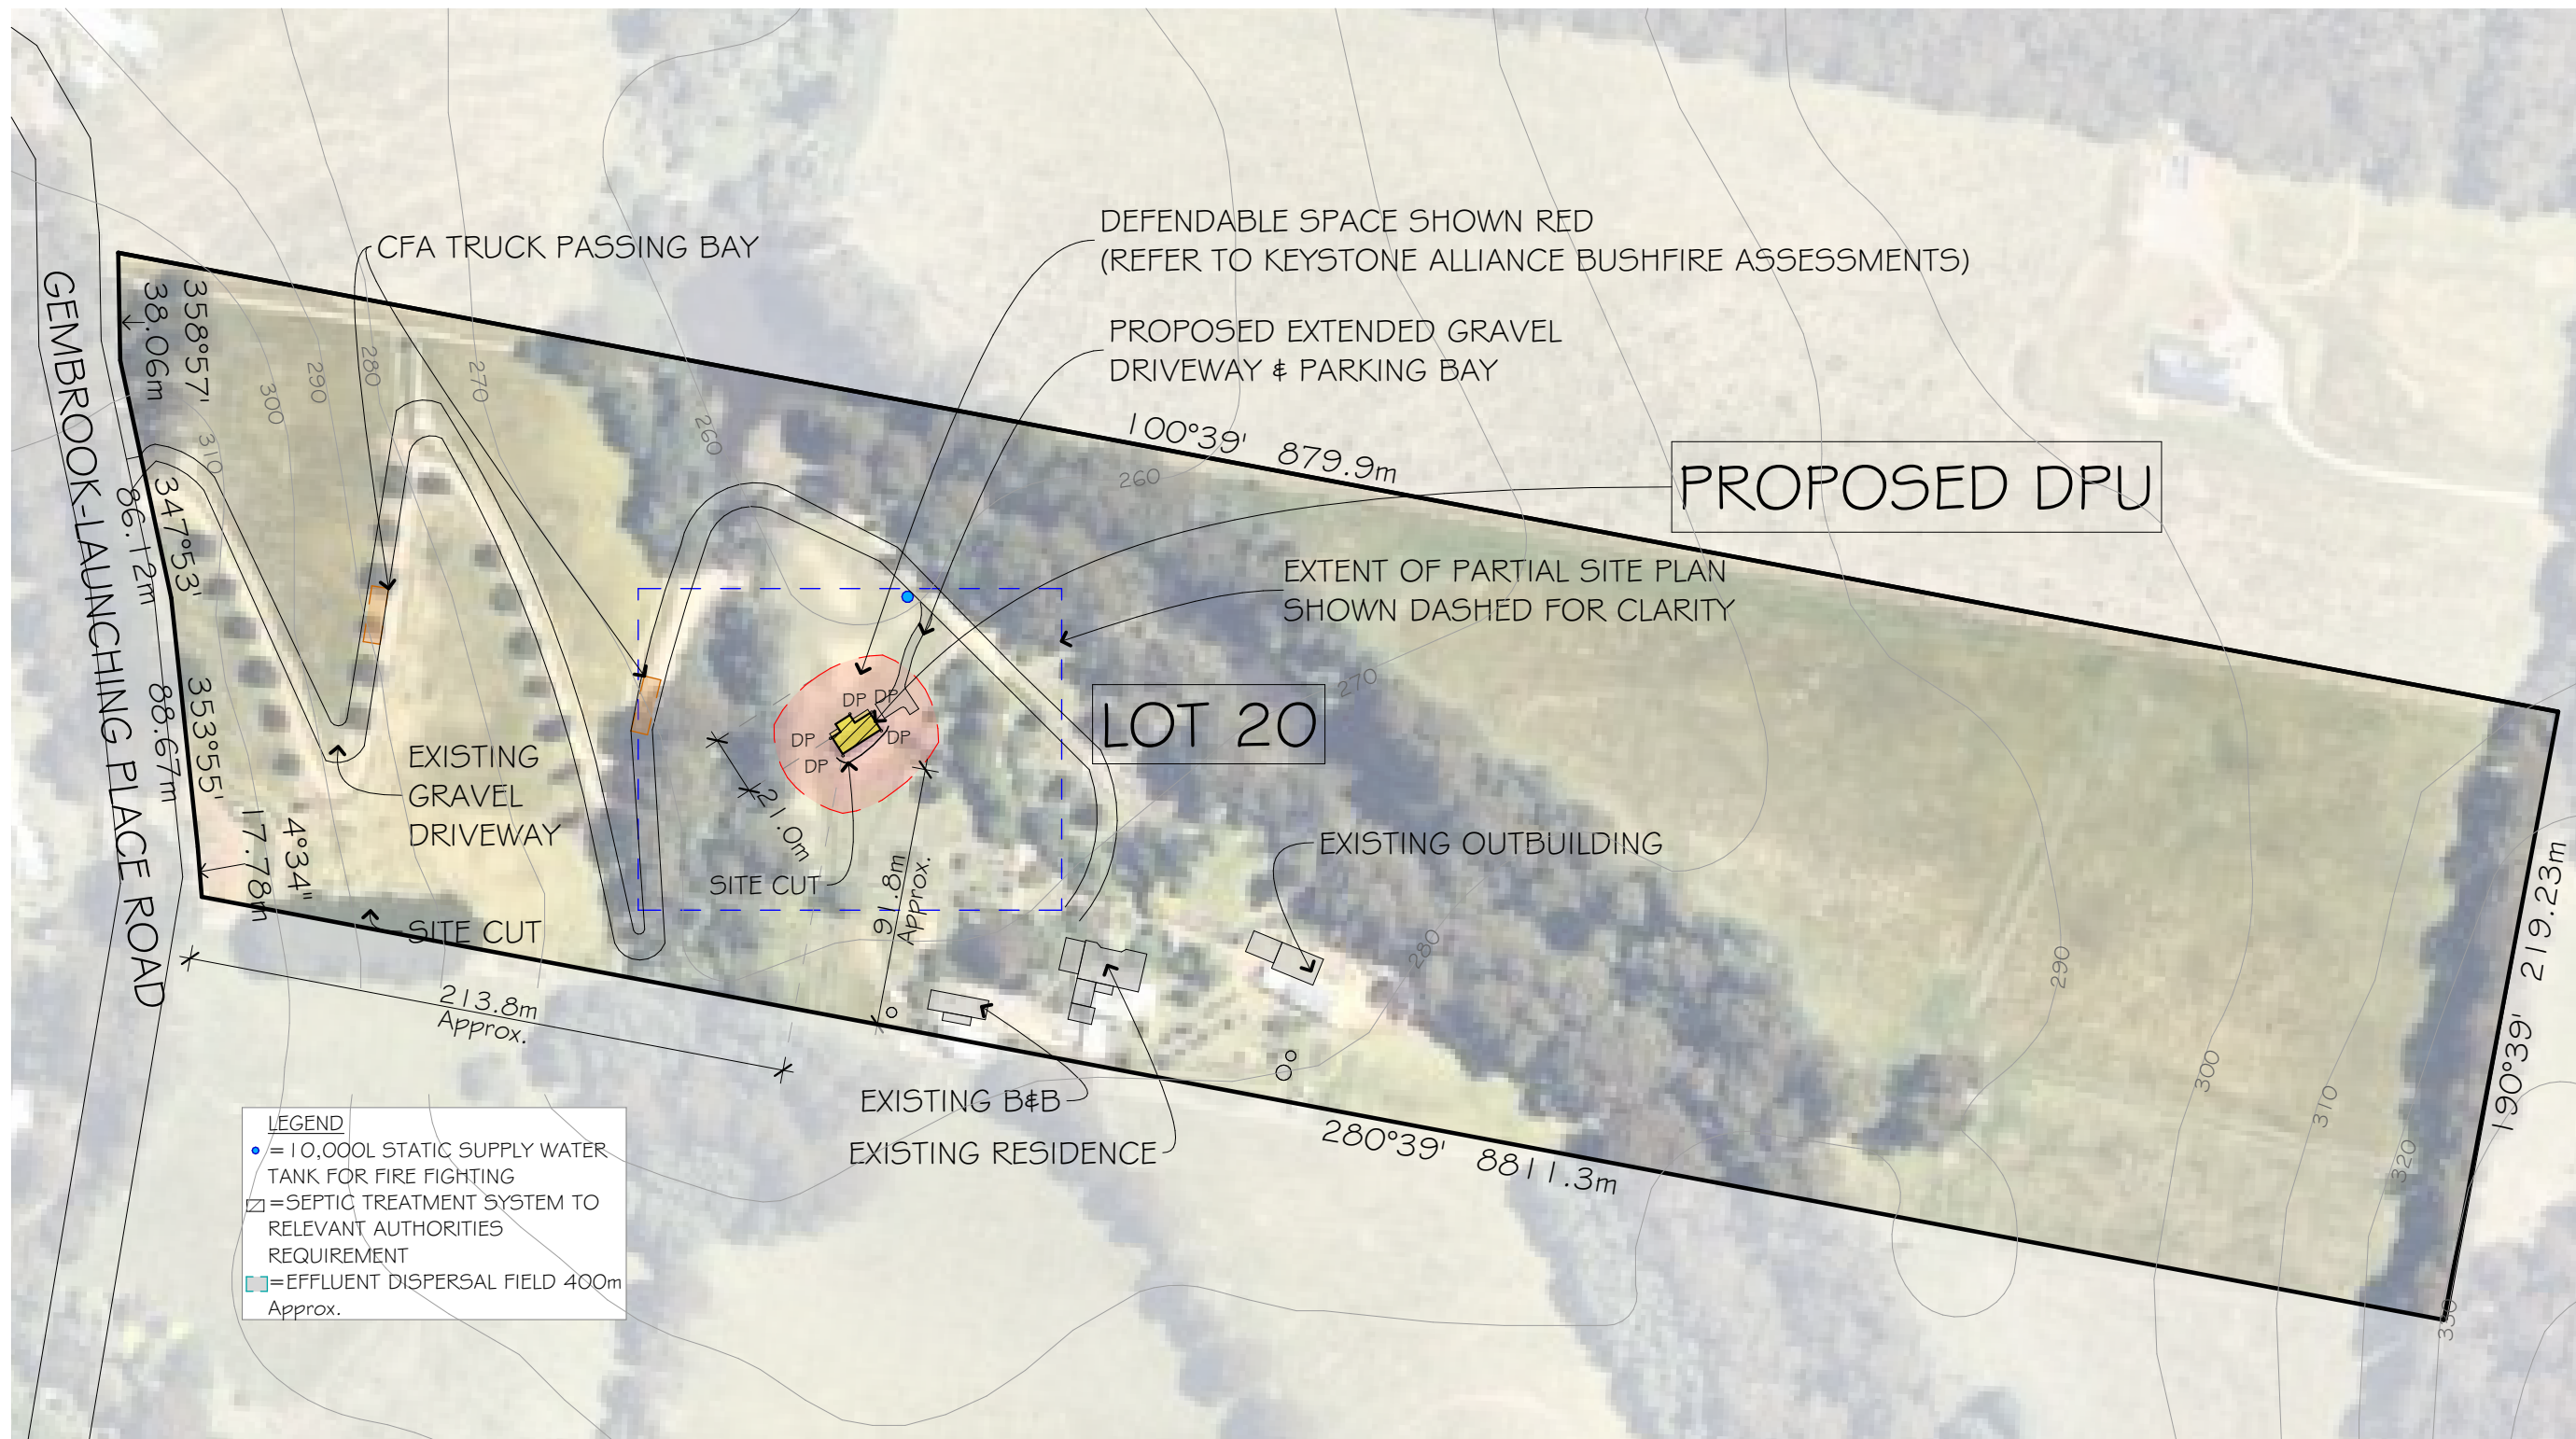 DEFENDABLE SPACE SHOWN RED
(REFER TO KEYSTONE ALLIANCE BUSHFIRE ASSESSMENTS)
CFA TRUCK PASSING BAY
PROPOSED EXTENDED GRAVEL
DRIVEWAY & PARKING BAY
358°57'
38.06m
GEMBROOK-LAUNCHING PLACE ROAD
310
300
290
280
270
260
100°39' 879.9m
260
PROPOSED DPU
347°53'
86.12m
EXTENT OF PARTIAL SITE PLAN
SHOWN DASHED FOR CLARITY
353°55'
88.67m
270
LOT 20
DP
DP
DP
DP
DP
EXISTING
GRAVEL
DRIVEWAY
21.0m
4°34"
17.78m
EXISTING OUTBUILDING
SITE CUT
91.8m
Approx.
SITE CUT
280
290
300
310
320
330
190°39' 219.23m
213.8m
Approx.
EXISTING B&B
EXISTING RESIDENCE
280°39' 8811.3m
LEGEND
= 10,000L STATIC SUPPLY WATER
TANK FOR FIRE FIGHTING
=SEPTIC TREATMENT SYSTEM TO
RELEVANT AUTHORITIES
REQUIREMENT
=EFFLUENT DISPERSAL FIELD 400m
Approx.